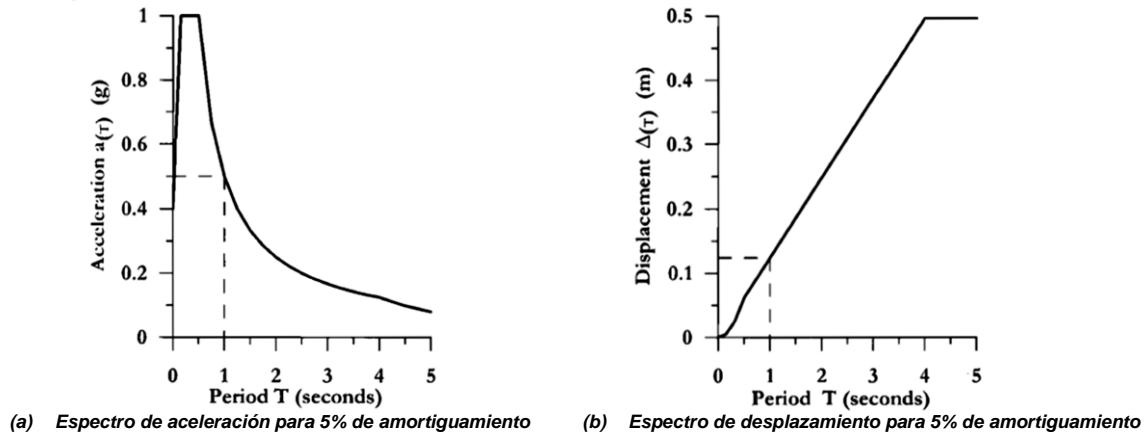 1
0.8
0.6
0.4
0.2
0
Acceleration a(T) (g)
0 1 2 3 4 5
Period T (seconds)
(a) Espectro de aceleración para 5% de amortiguamiento
0.5
0.4
0.3
0.2
0.1
0
Displacement Δ(T) (m)
0 1 2 3 4 5
Period T (seconds)
(b) Espectro de desplazamiento para 5% de amortiguamiento